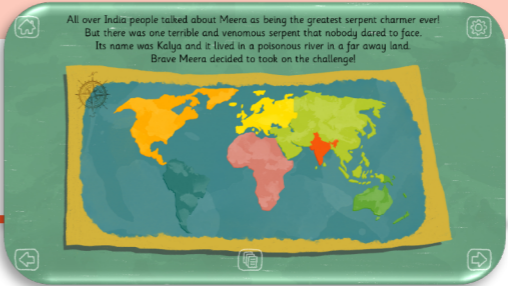 All over India people talked about Meera as being the greatest serpent charmer ever!
But there was one terrible and venomous serpent that nobody dared to face.
Its name was Kalya and it lived in a poisonous river in a far away land.
Brave Meera decided to took on the challenge!